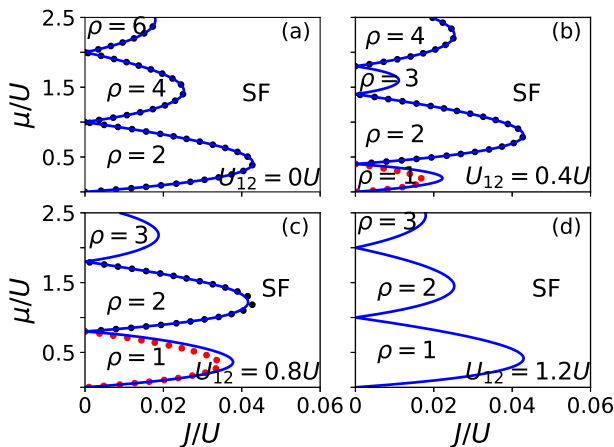 2.5
2.0
1.5
1.0
0.5
μ/U
ρ = 6
ρ = 4
ρ = 2
(a)
SF
U₁₂ = 0U
(b)
ρ = 4
ρ = 3
ρ = 2
ρ = 1
SF
U₁₂ = 0.4U
2.5
2.0
1.5
1.0
0.5
μ/U
(c)
ρ = 3
ρ = 2
ρ = 1
SF
U₁₂ = 0.8U
0
0.02
0.04
0.06
J/U
(d)
ρ = 3
ρ = 2
ρ = 1
SF
U₁₂ = 1.2U
0
0.02
0.04
0.06
J/U